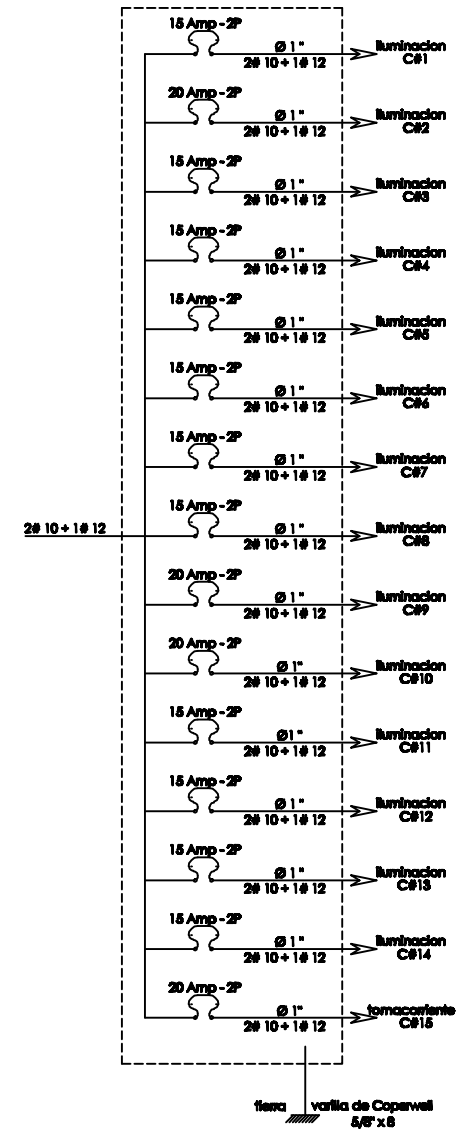 15 Amp - 2P
Ø 1 "
2# 10 + 1# 12
Iluminacion
C#1
20 Amp - 2P
Ø 1 "
2# 10 + 1# 12
Iluminacion
C#2
15 Amp - 2P
Ø 1 "
2# 10 + 1# 12
Iluminacion
C#3
15 Amp - 2P
Ø 1 "
2# 10 + 1# 12
Iluminacion
C#4
15 Amp - 2P
Ø 1 "
2# 10 + 1# 12
Iluminacion
C#5
15 Amp - 2P
Ø 1 "
2# 10 + 1# 12
Iluminacion
C#6
15 Amp - 2P
Ø 1 "
2# 10 + 1# 12
Iluminacion
C#7
2# 10 + 1# 12
15 Amp - 2P
Ø 1 "
2# 10 + 1# 12
Iluminacion
C#8
20 Amp - 2P
Ø 1 "
2# 10 + 1# 12
Iluminacion
C#9
20 Amp - 2P
Ø 1"
2# 10 + 1# 12
Iluminacion
C#10
15 Amp - 2P
Ø1 "
2# 10 + 1# 12
Iluminacion
C#11
15 Amp - 2P
Ø 1 "
2# 10 + 1# 12
Iluminacion
C#12
15 Amp - 2P
Ø 1 "
2# 10 + 1# 12
Iluminacion
C#13
15 Amp - 2P
Ø 1 "
2# 10 + 1# 12
Iluminacion
C#14
20 Amp - 2P
Ø 1"
2# 10 + 1# 12
tomacorriente
C#15
tierra
varilla de Coperwell
5/8" x 8